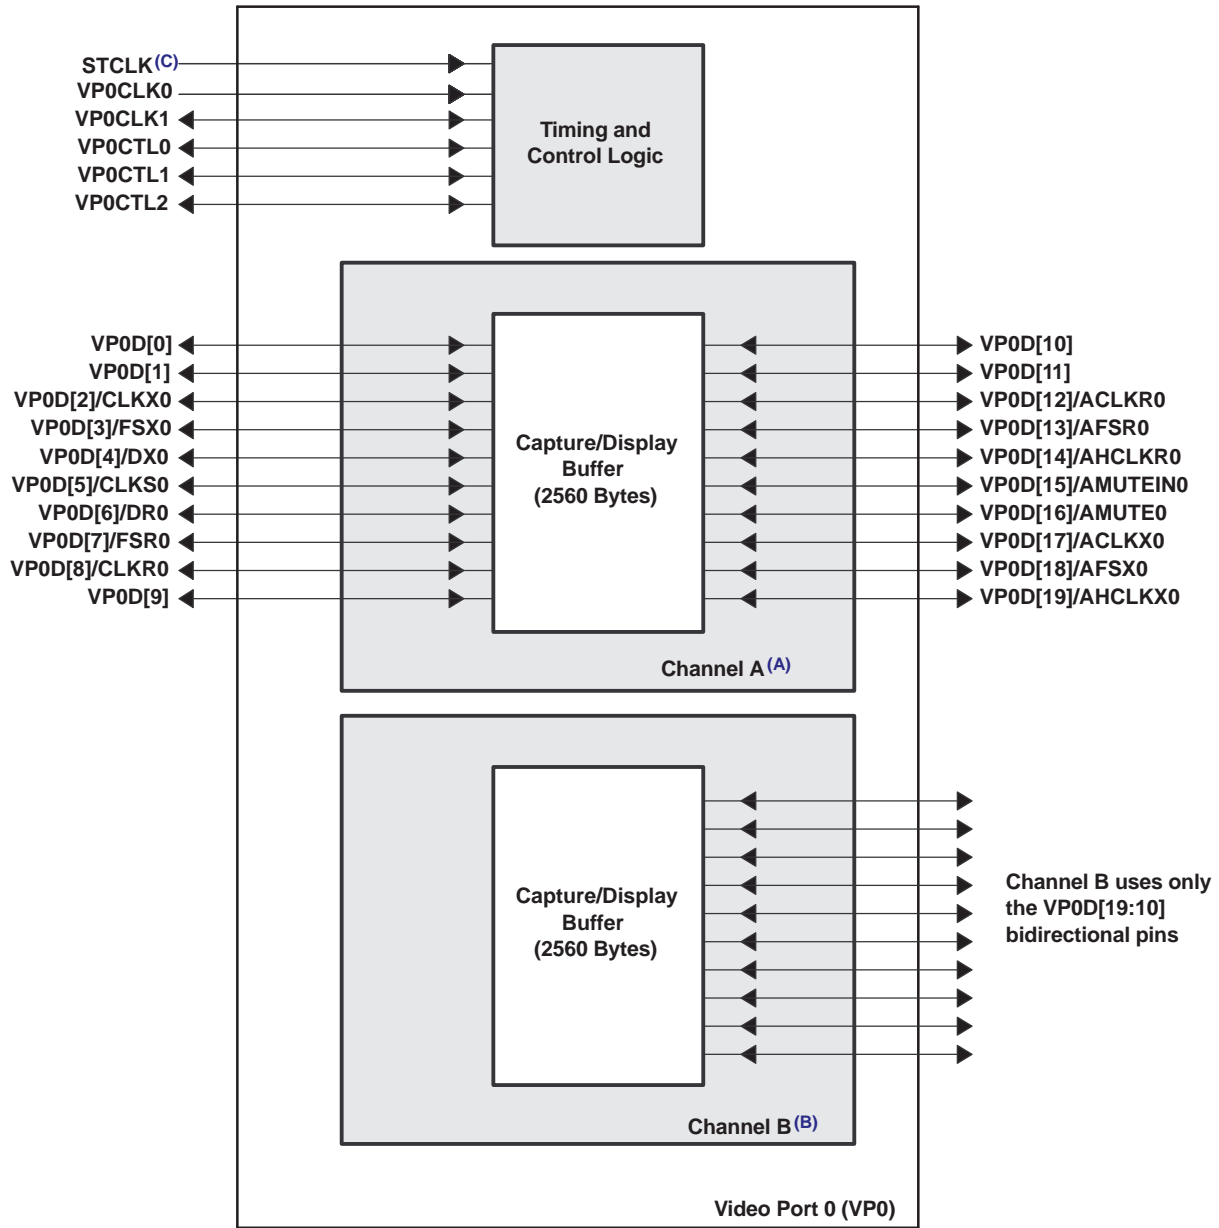 STCLK(C)
VP0CLK0
VP0CLK1
VP0CTL0
VP0CTL1
VP0CTL2
Timing and
Control Logic
VP0D[0]
VP0D[1]
VP0D[2]/CLKX0
VP0D[3]/FSX0
VP0D[4]/DX0
VP0D[5]/CLKS0
VP0D[6]/DR0
VP0D[7]/FSR0
VP0D[8]/CLKR0
VP0D[9]
Capture/Display
Buffer
(2560 Bytes)
VP0D[10]
VP0D[11]
VP0D[12]/ACLKR0
VP0D[13]/AFSR0
VP0D[14]/AHCLKR0
VP0D[15]/AMUTEIN0
VP0D[16]/AMUTE0
VP0D[17]/ACLKX0
VP0D[18]/AFSX0
VP0D[19]/AHCLKX0
Channel A(A)
Capture/Display
Buffer
(2560 Bytes)
Channel B uses only
the VP0D[19:10]
bidirectional pins
Channel B(B)
Video Port 0 (VP0)